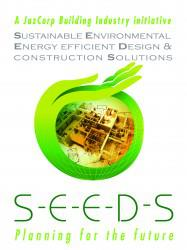 A JazCorp Building Industry initiative
SUSTAINABLE ENVIRONMENTAL
ENERGY EFFICIENT DESIGN &
CONSTRUCTION SOLUTIONS
S-E-E-D-S
Planning for the future